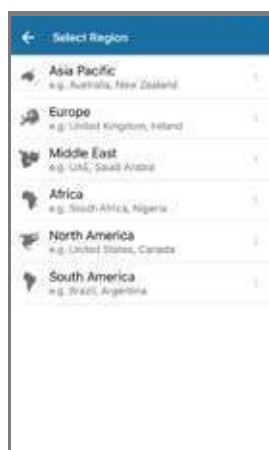 Select Region
Asia Pacific
e.g. Australia, New Zealand
Europe
e.g. United Kingdom, Ireland
Middle East
e.g. UAE, Saudi Arabia
Africa
e.g. South Africa, Nigeria
North America
e.g. United States, Canada
South America
e.g. Brazil, Argentina